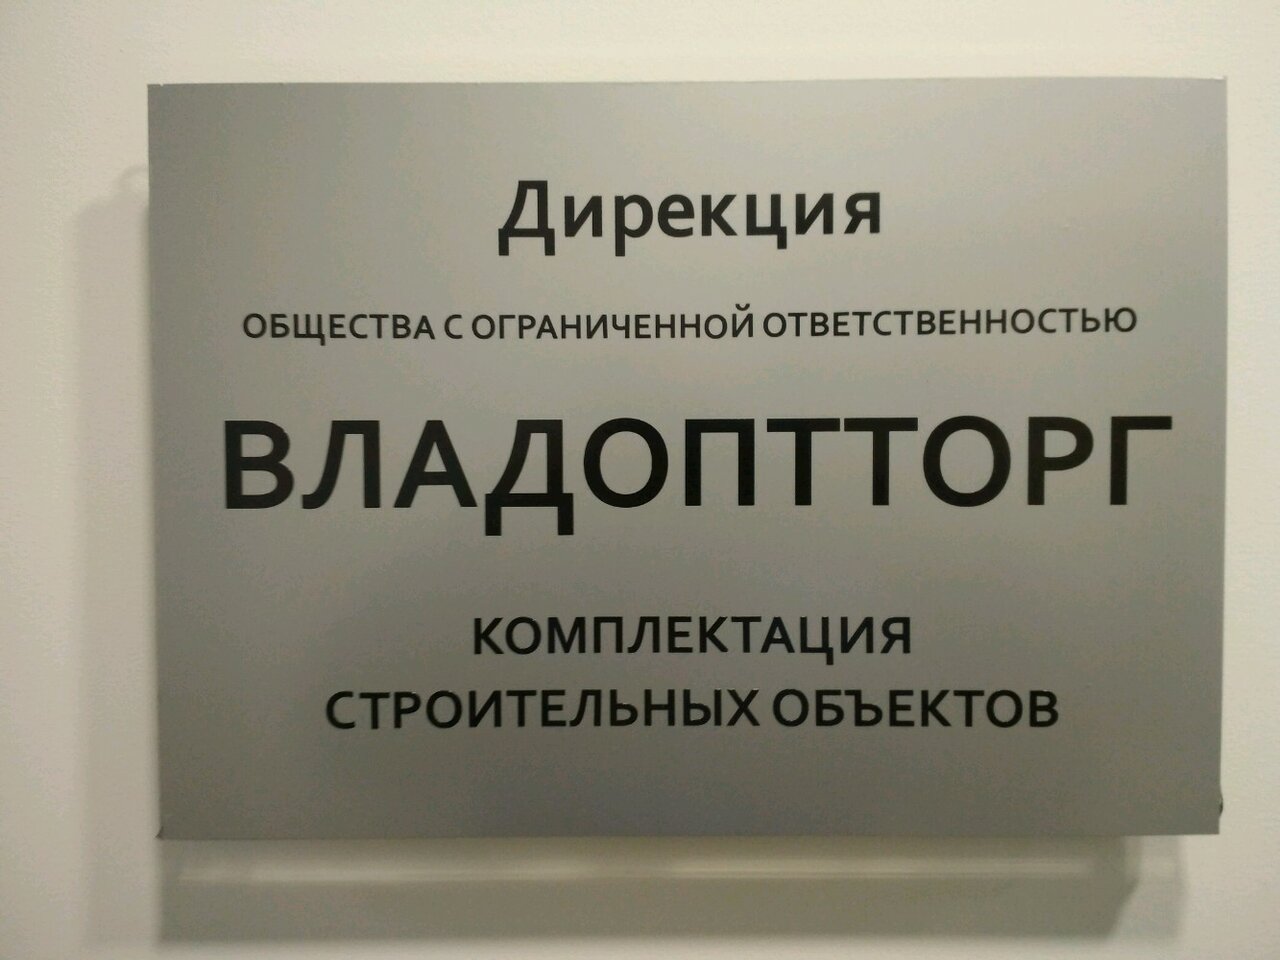 Дирекция
ОБЩЕСТВА С ОГРАНИЧЕННОЙ ОТВЕТСТВЕННОСТЬЮ
ВЛАДОПТТОРГ
КОМПЛЕКТАЦИЯ
СТРОИТЕЛЬНЫХ ОБЪЕКТОВ